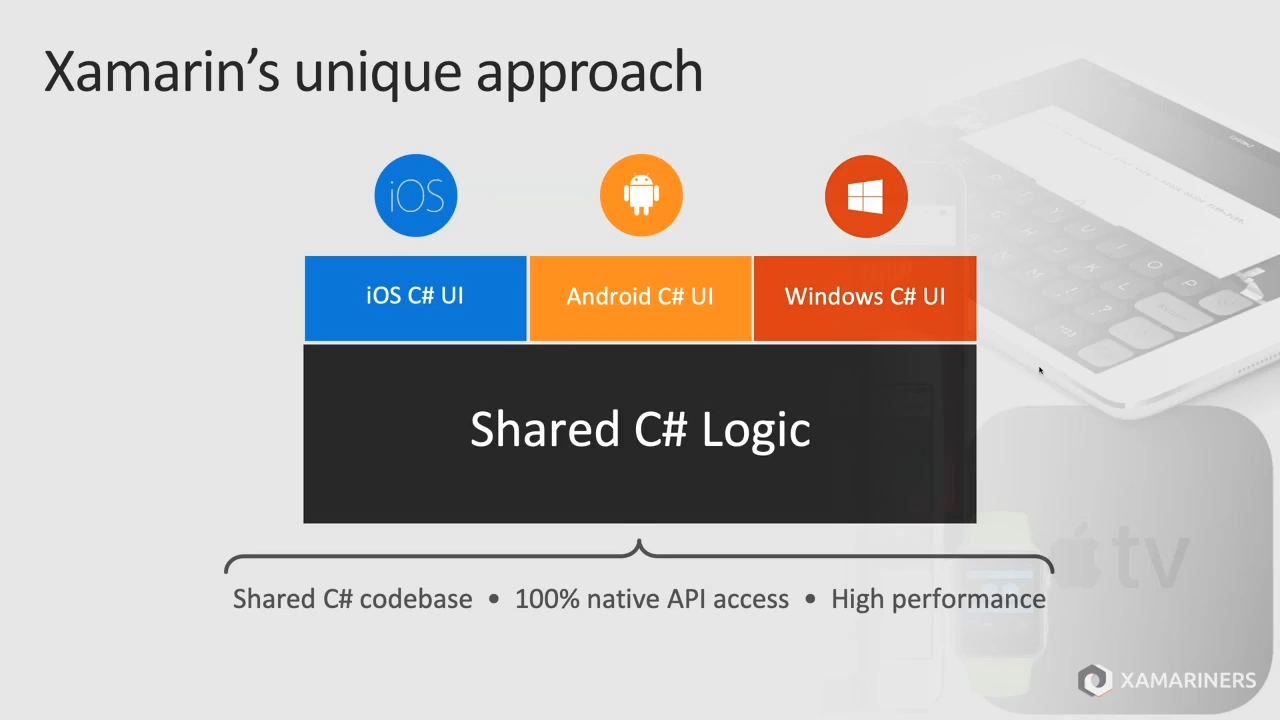 Xamarin's unique approach
iOS
iOS C# UI
Android C# UI
Windows C# UI
Shared C# Logic
Shared C# codebase • 100% native API access • High performance
tv
XAMARINERS